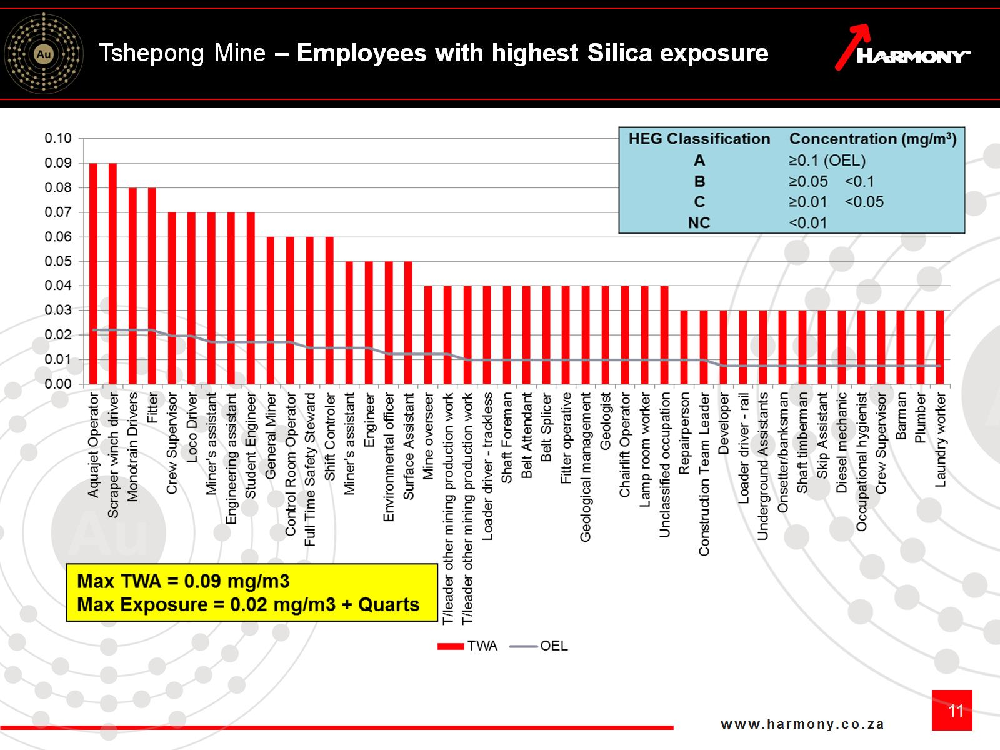 Au
Tshepong Mine – Employees with highest Silica exposure
HARMONY™
0.10
0.09
0.08
0.07
0.06
0.05
0.04
0.03
0.02
0.01
0.00
HEG Classification Concentration (mg/m³)
A ≥0.1 (OEL)
B ≥0.05 <0.1
C ≥0.01 <0.05
NC <0.01
Aquajet Operator
Scraper winch driver
Monotrain Drivers
Fitter
Crew Supervisor
Loco Driver
Miner's assistant
Engineering assistant
Student Engineer
General Miner
Control Room Operator
Full Time Safety Steward
Shift Controler
Miner's assistant
Engineer
Environmental officer
Surface Assistant
Mine overseer
T/leader other mining production work
T/leader other mining production work
Loader driver - trackless
Shaft Foreman
Belt Attendant
Belt Splicer
Fitter operative
Geological management
Geologist
Chairlift Operator
Lamp room worker
Unclassified occupation
Repairperson
Construction Team Leader
Developer
Loader driver - rail
Underground Assistants
Onsetter/banksman
Shaft timberman
Skip Assistant
Diesel mechanic
Occupational hygienist
Crew Supervisor
Barman
Plumber
Laundry worker
Au
Max TWA = 0.09 mg/m3
Max Exposure = 0.02 mg/m3 + Quarts
TWA OEL
www.harmony.co.za
11